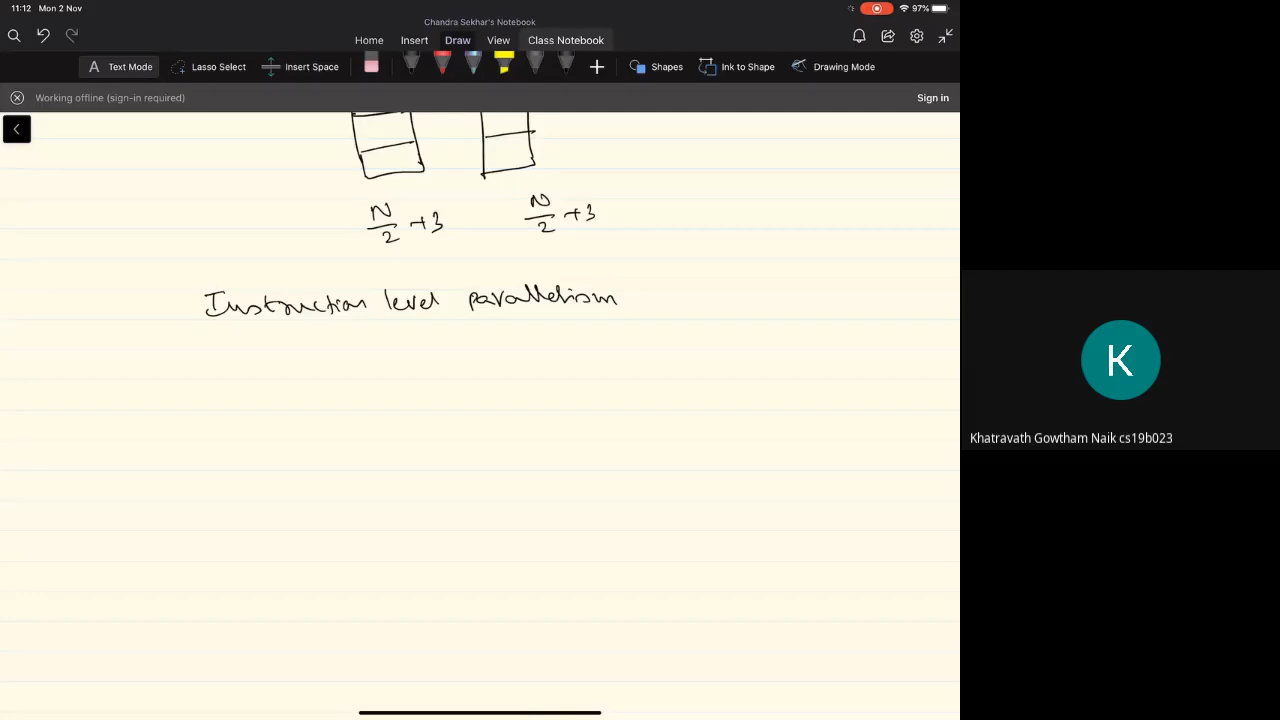 11:12 Mon 2 Nov
97%
Chandra Sekhar's Notebook
Home Insert Draw View Class Notebook
Text Mode Lasso Select Insert Space Shapes Ink to Shape Drawing Mode
Working offline (sign-in required) Sign in
N/2 +3 N/2 +3
Instruction level parallelism
K
Khatravath Gowtham Naik cs19b023